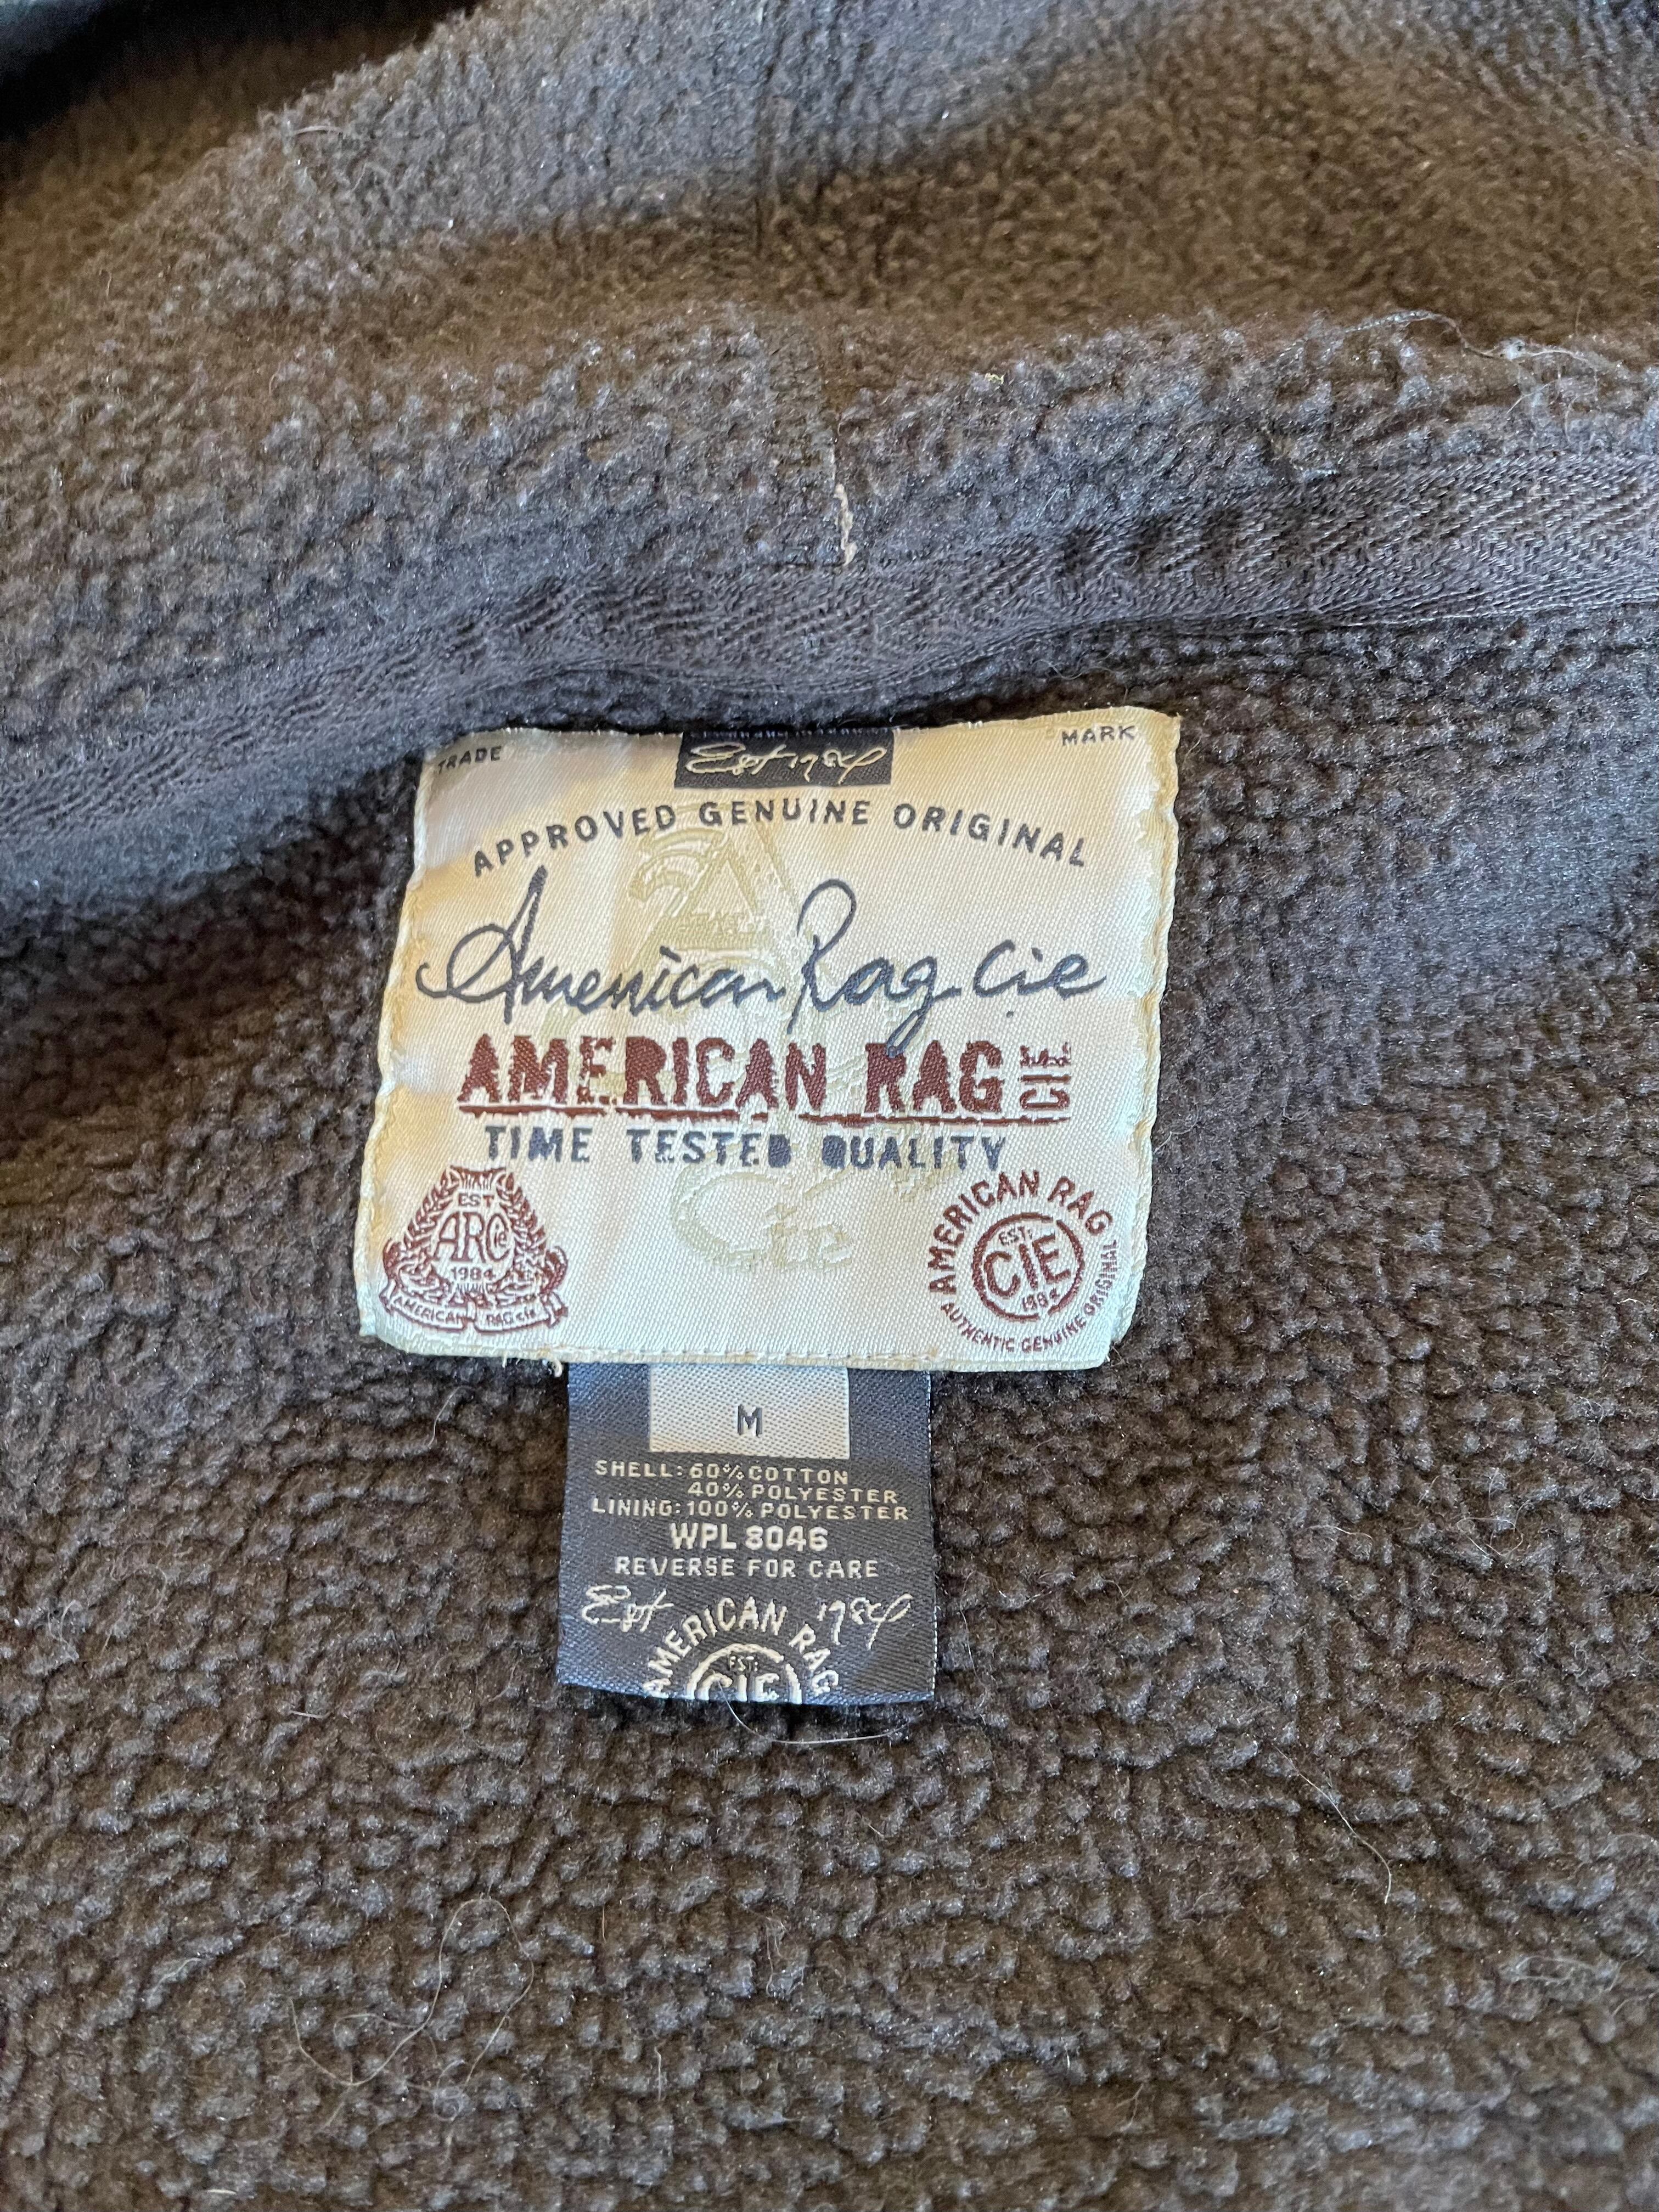 TRADE
Est 1984
MARK
APPROVED GENUINE ORIGINAL
American Rag Cie
AMERICAN RAG CIE
TIME TESTED QUALITY
EST
ARCie
1984
AMERICAN RAG cie
AMERICAN RAG
EST.
CIE
1984
AUTHENTIC GENUINE ORIGINAL
Cie
M
SHELL: 60% COTTON
40% POLYESTER
LINING: 100% POLYESTER
WPL 8046
REVERSE FOR CARE
Est 1984
AMERICAN RAG
EST.
CIE